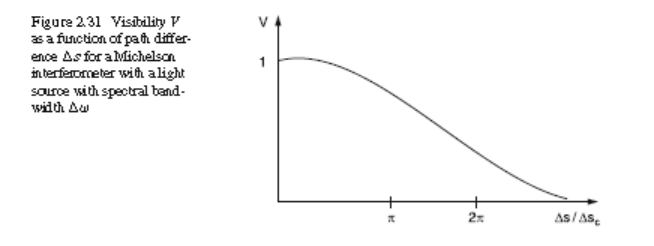 Figure 2.31 Visibility V
as a function of path differ-
ence Δs for a Michelson
interferometer with a light
source with spectral band-
width Δω
V
1
π
2π
Δs/Δsc